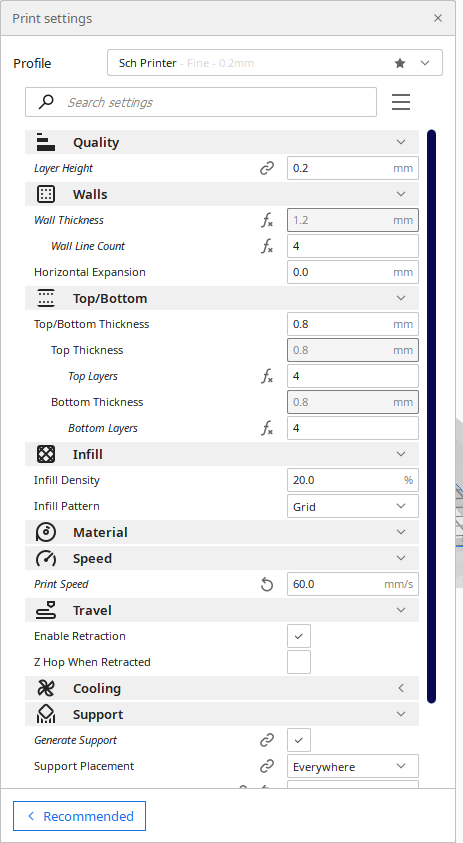 Print settings
Profile
Sch Printer - Fine - 0.2mm
Search settings
Quality
Layer Height 0.2 mm
Walls
Wall Thickness 1.2 mm
Wall Line Count 4
Horizontal Expansion 0.0 mm
Top/Bottom
Top/Bottom Thickness 0.8 mm
Top Thickness 0.8 mm
Top Layers 4
Bottom Thickness 0.8 mm
Bottom Layers 4
Infill
Infill Density 20.0 %
Infill Pattern Grid
Material
Speed
Print Speed 60.0 mm/s
Travel
Enable Retraction
Z Hop When Retracted
Cooling
Support
Generate Support
Support Placement Everywhere
Recommended